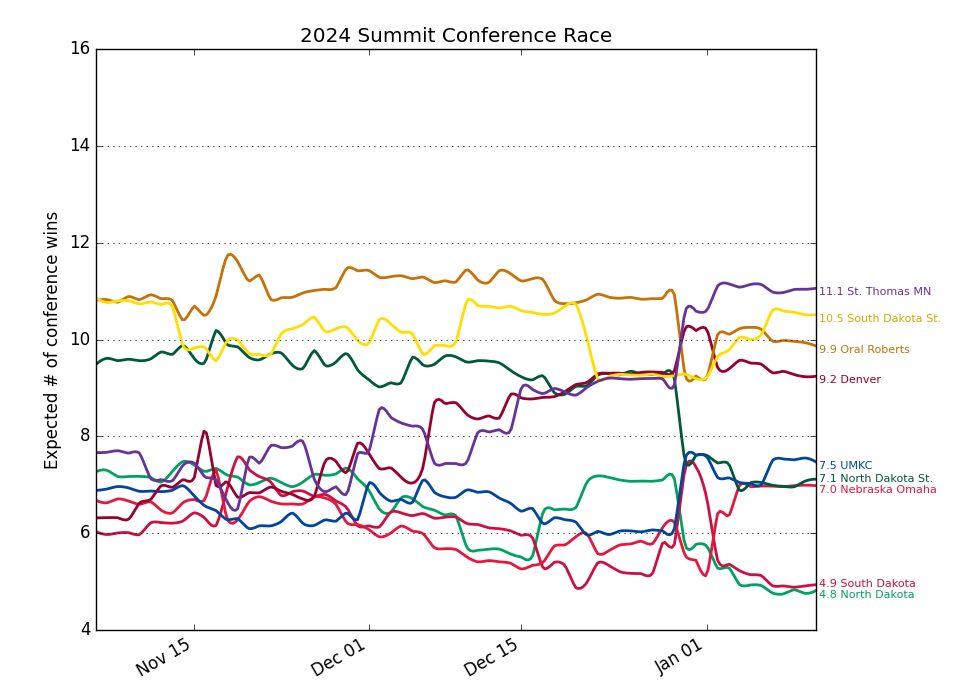 2024 Summit Conference Race
Expected # of conference wins
16
14
12
10
8
6
4
Nov 15
Dec 01
Dec 15
Jan 01
11.1 St. Thomas MN
10.5 South Dakota St.
9.9 Oral Roberts
9.2 Denver
7.5 UMKC
7.1 North Dakota St.
7.0 Nebraska Omaha
4.9 South Dakota
4.8 North Dakota